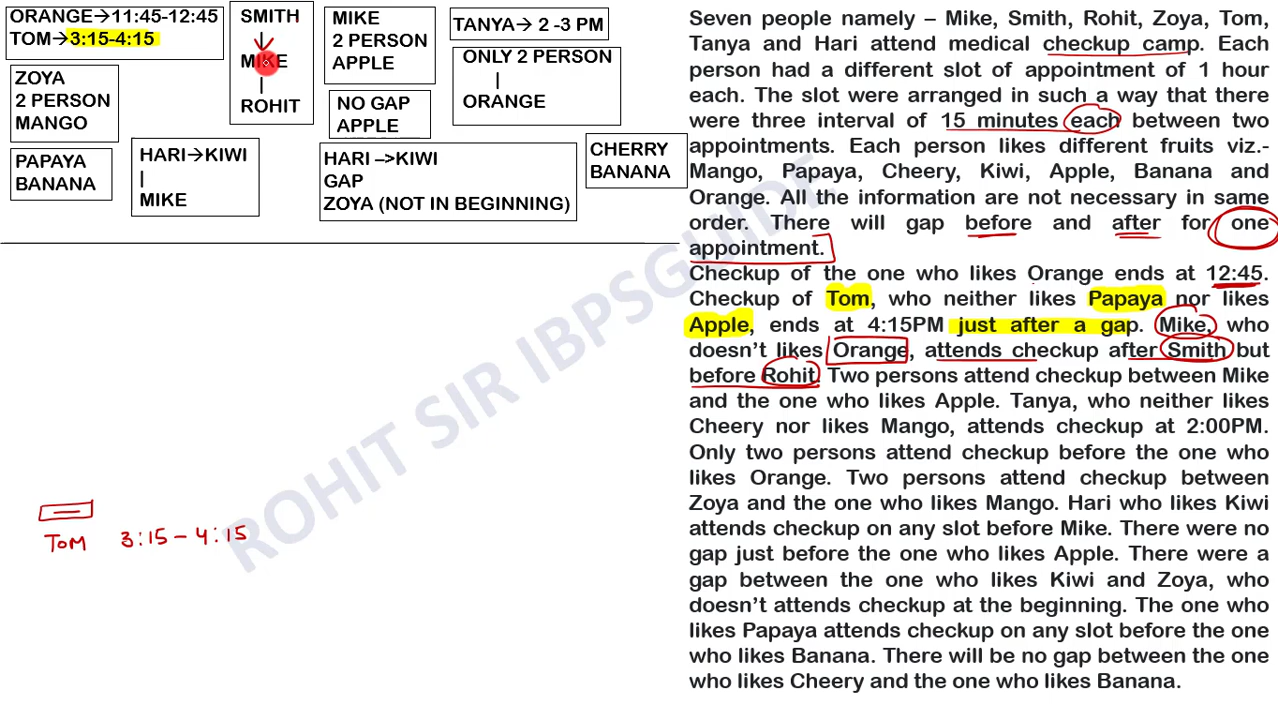 ORANGE→11:45-12:45
TOM→3:15-4:15
SMITH
|
MIKE
|
ROHIT
MIKE
2 PERSON
APPLE
TANYA→ 2 -3 PM
ZOYA
2 PERSON
MANGO
NO GAP
APPLE
ONLY 2 PERSON
|
ORANGE
PAPAYA
BANANA
HARI→KIWI
|
MIKE
HARI –>KIWI
GAP
ZOYA (NOT IN BEGINNING)
CHERRY
BANANA
TOM 3:15 – 4:15
ROHIT SIR IBPSGUIDE
Seven people namely – Mike, Smith, Rohit, Zoya, Tom,
Tanya and Hari attend medical checkup camp. Each
person had a different slot of appointment of 1 hour
each. The slot were arranged in such a way that there
were three interval of 15 minutes each between two
appointments. Each person likes different fruits viz.-
Mango, Papaya, Cheery, Kiwi, Apple, Banana and
Orange. All the information are not necessary in same
order. There will gap before and after for one
appointment.
Checkup of the one who likes Orange ends at 12:45.
Checkup of Tom, who neither likes Papaya nor likes
Apple, ends at 4:15PM just after a gap. Mike, who
doesn't likes Orange, attends checkup after Smith but
before Rohit. Two persons attend checkup between Mike
and the one who likes Apple. Tanya, who neither likes
Cheery nor likes Mango, attends checkup at 2:00PM.
Only two persons attend checkup before the one who
likes Orange. Two persons attend checkup between
Zoya and the one who likes Mango. Hari who likes Kiwi
attends checkup on any slot before Mike. There were no
gap just before the one who likes Apple. There were a
gap between the one who likes Kiwi and Zoya, who
doesn't attends checkup at the beginning. The one who
likes Papaya attends checkup on any slot before the one
who likes Banana. There will be no gap between the one
who likes Cheery and the one who likes Banana.